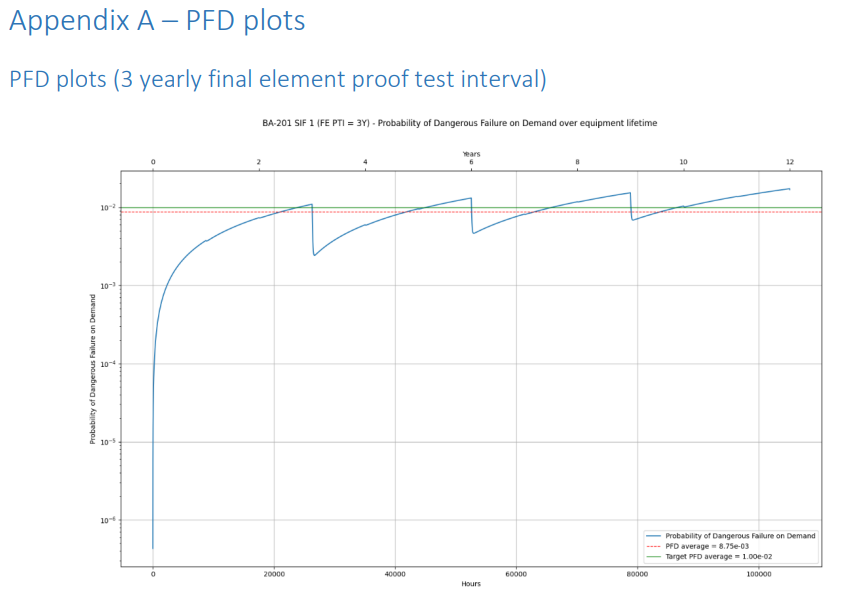 Appendix A – PFD plots
PFD plots (3 yearly final element proof test interval)
BA-201 SIF 1 (FE PTI = 3Y) - Probability of Dangerous Failure on Demand over equipment lifetime
Years
0 2 4 6 8 10 12
Probability of Dangerous Failure on Demand
10⁻²
10⁻³
10⁻⁴
10⁻⁵
10⁻⁶
Probability of Dangerous Failure on Demand
PFD average = 8.75e-03
Target PFD average = 1.00e-02
0 20000 40000 60000 80000 100000
Hours